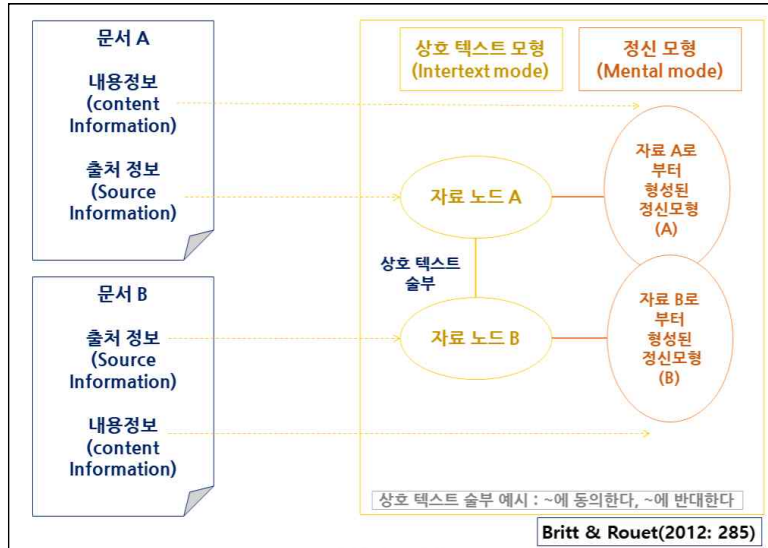 문서 A
내용정보
(content
Information)
출처 정보
(Source
Information)
문서 B
출처 정보
(Source
Information)
내용정보
(content
Information)
상호 텍스트 모형
(Intertext mode)
정신 모형
(Mental mode)
자료 노드 A
자료 A로
부터
형성된
정신모형
(A)
상호 텍스트
술부
자료 노드 B
자료 B로
부터
형성된
정신모형
(B)
상호 텍스트 술부 예시 : ~에 동의한다, ~에 반대한다
Britt & Rouet(2012: 285)